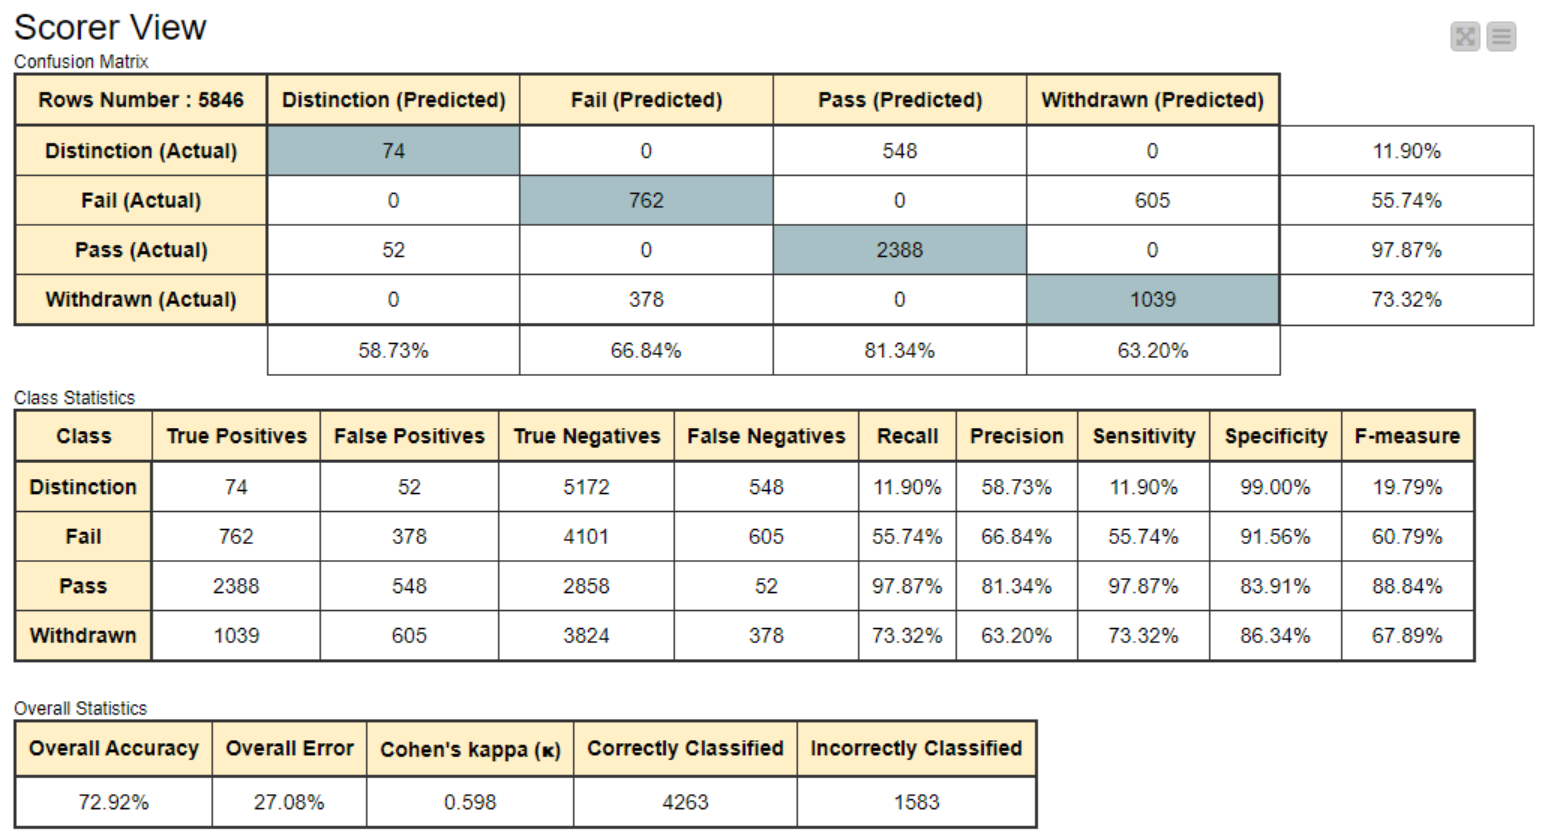 Scorer View
Confusion Matrix
Rows Number : 5846 Distinction (Predicted) Fail (Predicted) Pass (Predicted) Withdrawn (Predicted)
Distinction (Actual) 74 0 548 0 11.90%
Fail (Actual) 0 762 0 605 55.74%
Pass (Actual) 52 0 2388 0 97.87%
Withdrawn (Actual) 0 378 0 1039 73.32%
58.73% 66.84% 81.34% 63.20%
Class Statistics
Class True Positives False Positives True Negatives False Negatives Recall Precision Sensitivity Specificity F-measure
Distinction 74 52 5172 548 11.90% 58.73% 11.90% 99.00% 19.79%
Fail 762 378 4101 605 55.74% 66.84% 55.74% 91.56% 60.79%
Pass 2388 548 2858 52 97.87% 81.34% 97.87% 83.91% 88.84%
Withdrawn 1039 605 3824 378 73.32% 63.20% 73.32% 86.34% 67.89%
Overall Statistics
Overall Accuracy Overall Error Cohen's kappa (κ) Correctly Classified Incorrectly Classified
72.92% 27.08% 0.598 4263 1583